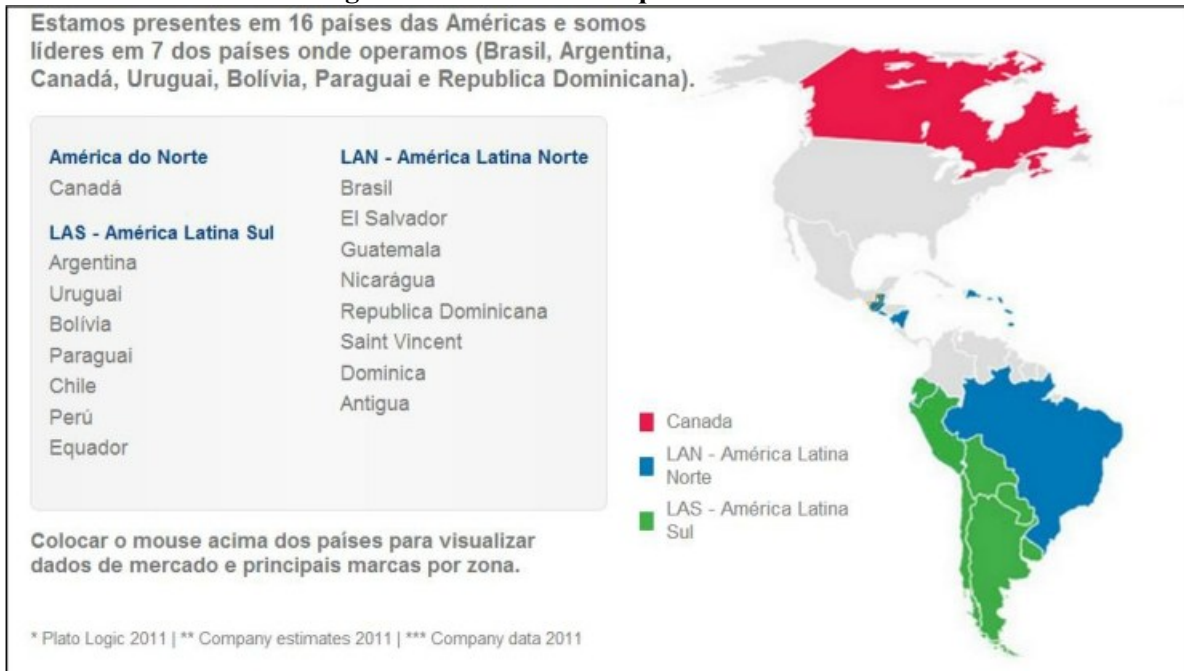 Estamos presentes em 16 países das Américas e somos
líderes em 7 dos países onde operamos (Brasil, Argentina,
Canadá, Uruguai, Bolívia, Paraguai e Republica Dominicana).
América do Norte
Canadá
LAS - América Latina Sul
Argentina
Uruguai
Bolívia
Paraguai
Chile
Perú
Equador
LAN - América Latina Norte
Brasil
El Salvador
Guatemala
Nicarágua
Republica Dominicana
Saint Vincent
Dominica
Antigua
Canada
LAN - América Latina
Norte
LAS - América Latina
Sul
Colocar o mouse acima dos países para visualizar
dados de mercado e principais marcas por zona.
* Plato Logic 2011 | ** Company estimates 2011 | *** Company data 2011